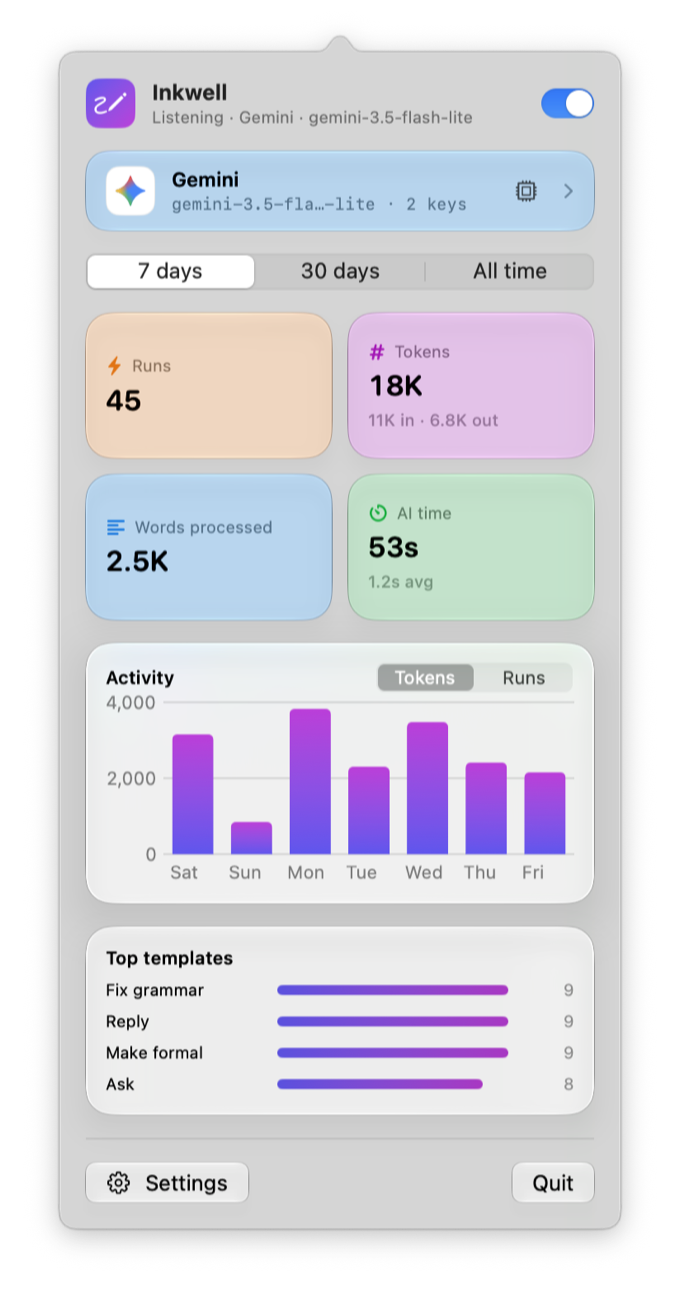 Inkwell
Listening · Gemini · gemini-3.5-flash-lite
Gemini
gemini-3.5-fla…-lite · 2 keys
7 days 30 days All time
Runs
45
# Tokens
18K
11K in · 6.8K out
Words processed
2.5K
AI time
53s
1.2s avg
Activity Tokens Runs
4,000
2,000
0
Sat Sun Mon Tue Wed Thu Fri
Top templates
Fix grammar 9
Reply 9
Make formal 9
Ask 8
Settings Quit